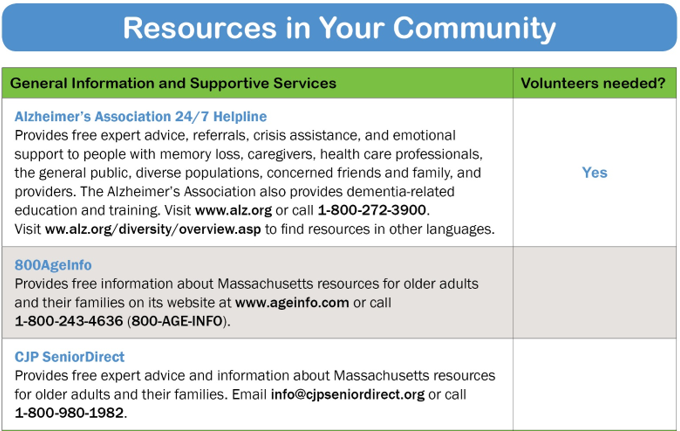 Resources in Your Community
General Information and Supportive Services
Volunteers needed?
Alzheimer's Association 24/7 Helpline
Provides free expert advice, referrals, crisis assistance, and emotional
support to people with memory loss, caregivers, health care professionals,
the general public, diverse populations, concerned friends and family, and
providers. The Alzheimer's Association also provides dementia-related
education and training. Visit www.alz.org or call 1-800-272-3900.
Visit ww.alz.org/diversity/overview.asp to find resources in other languages.
Yes
800AgeInfo
Provides free information about Massachusetts resources for older adults
and their families on its website at www.ageinfo.com or call
1-800-243-4636 (800-AGE-INFO).
CJP SeniorDirect
Provides free expert advice and information about Massachusetts resources
for older adults and their families. Email info@cjpseniordirect.org or call
1-800-980-1982.